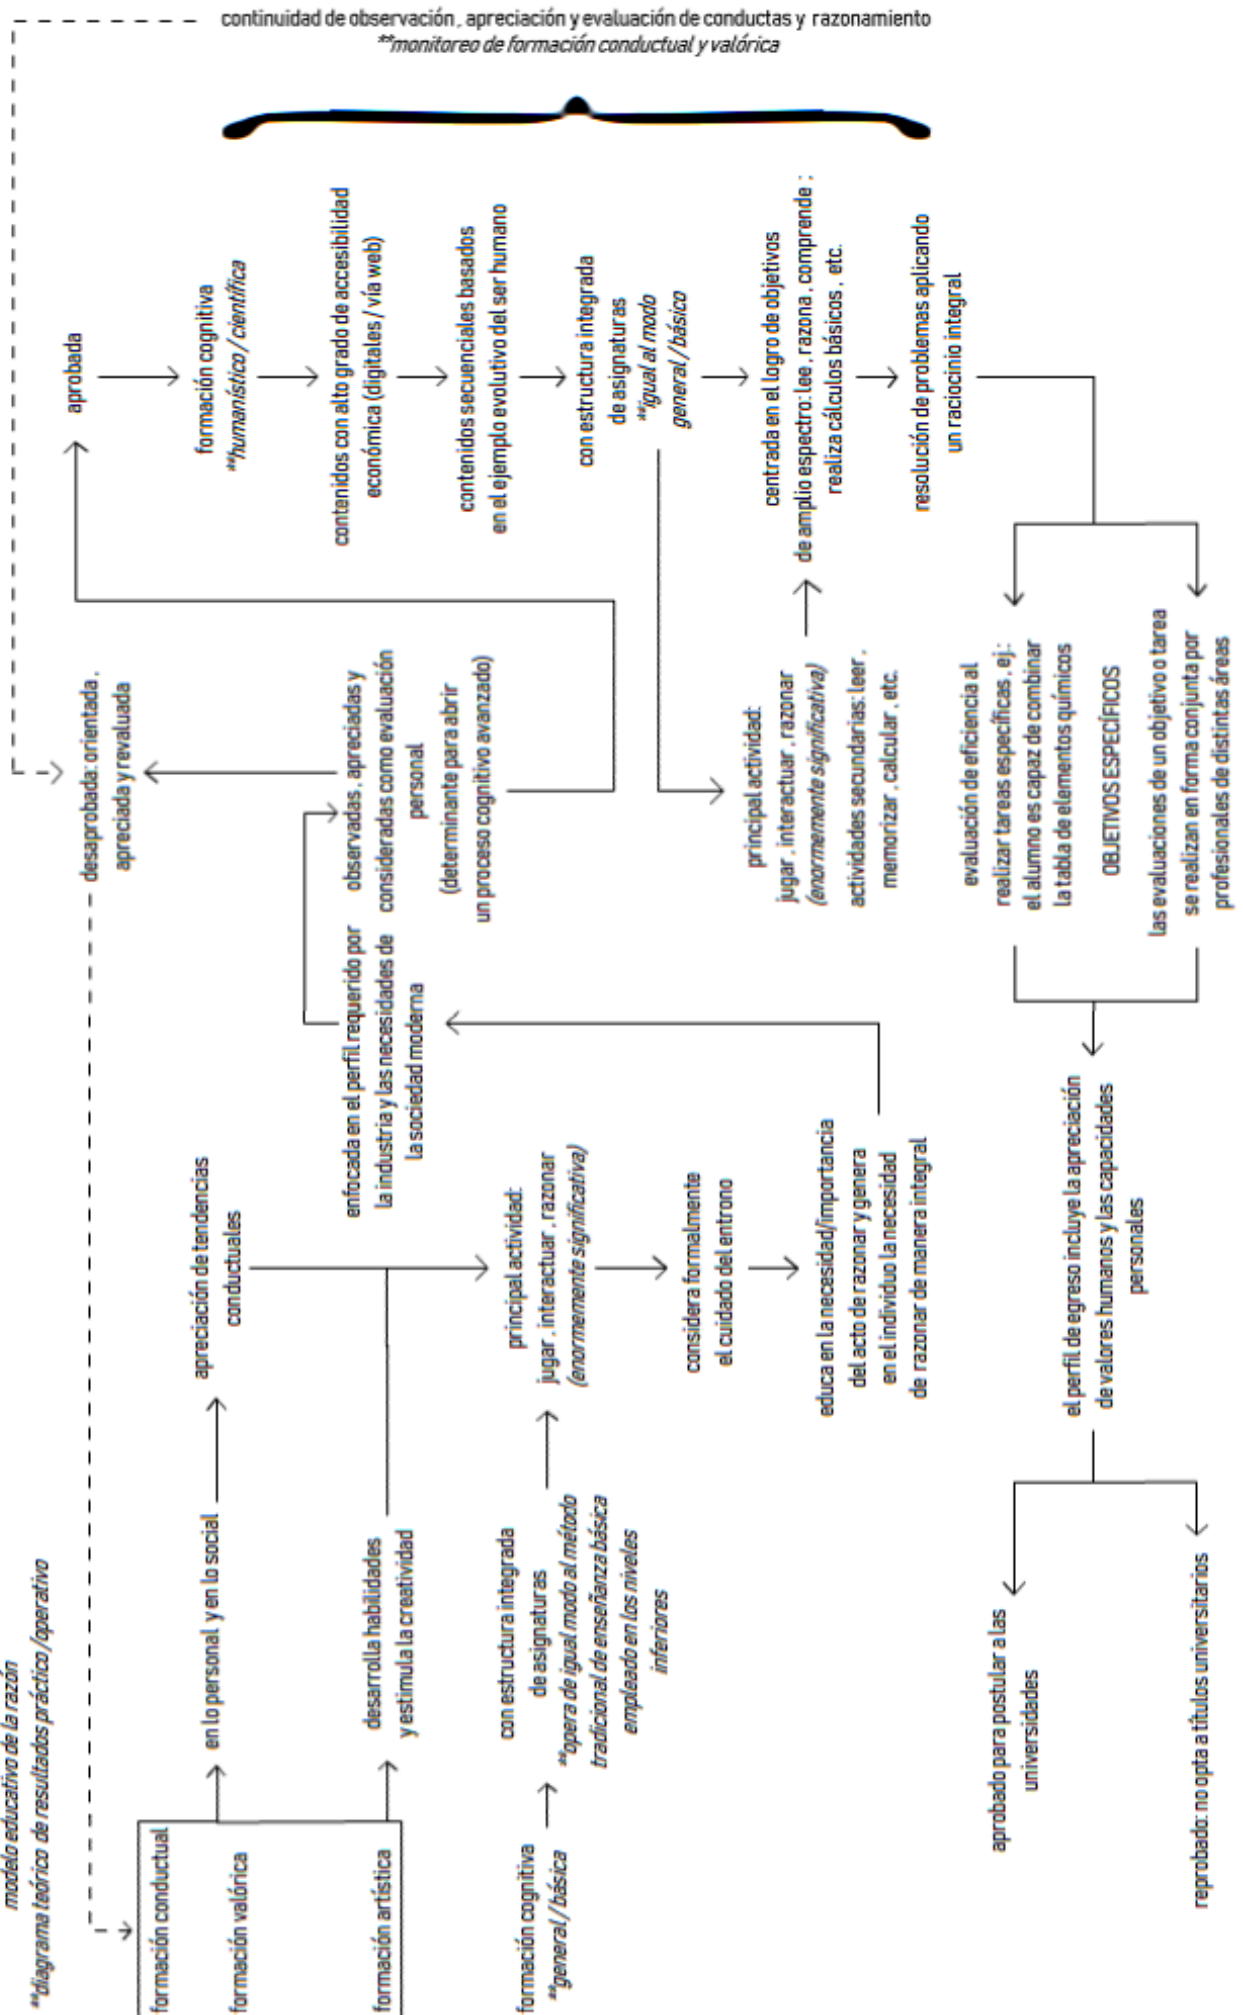 modelo educativo de la razón
**diagrama teórico de resultados práctico/operativo
formación conductual
formación valórica
formación artística
formación cognitiva
**general/básica
en lo personal y en lo social
desarrolla habilidades
y estimula la creatividad
con estructura integrada
de asignaturas
**opera de igual modo al método
tradicional de enseñanza básica
empleado en los niveles
inferiores
apreciación de tendencias
conductuales
principal actividad:
jugar, interactuar, razonar
(enormemente significativa)
considera formalmente
el cuidado del entrono
educa en la necesidad/importancia
del acto de razonar y genera
en el individuo la necesidad
de razonar de manera integral
enfocada en el perfil requerido por
la industria y las necesidades de
la sociedad moderna
observadas, apreciadas y
consideradas como evaluación
personal
(determinante para abrir
un proceso cognitivo avanzado)
desaprobada: orientada,
apreciada y revaluada
aprobada
formación cognitiva
**humanístico/científica
contenidos con alto grado de accesibilidad
económica (digitales/vía web)
contenidos secuenciales basados
en el ejemplo evolutivo del ser humano
con estructura integrada
de asignaturas
**igual al modo
general/básico
principal actividad:
jugar, interactuar, razonar
(enormemente significativa)
actividades secundarias: leer,
memorizar, calcular, etc.
centrada en el logro de objetivos
de amplio espectro: lee, razona, comprende;
realiza cálculos básicos, etc.
resolución de problemas aplicando
un raciocinio integral
continuidad de observación, apreciación y evaluación de conductas y razonamiento
**monitoreo de formación conductual y valórica
evaluación de eficiencia al
realizar tareas específicas, ej.:
el alumno es capaz de combinar
la tabla de elementos químicos
OBJETIVOS ESPECÍFICOS
las evaluaciones de un objetivo o tarea
se realizan en forma conjunta por
profesionales de distintas áreas
el perfil de egreso incluye la apreciación
de valores humanos y las capacidades
personales
aprobado para postular a las
universidades
reprobado: no opta a títulos universitarios